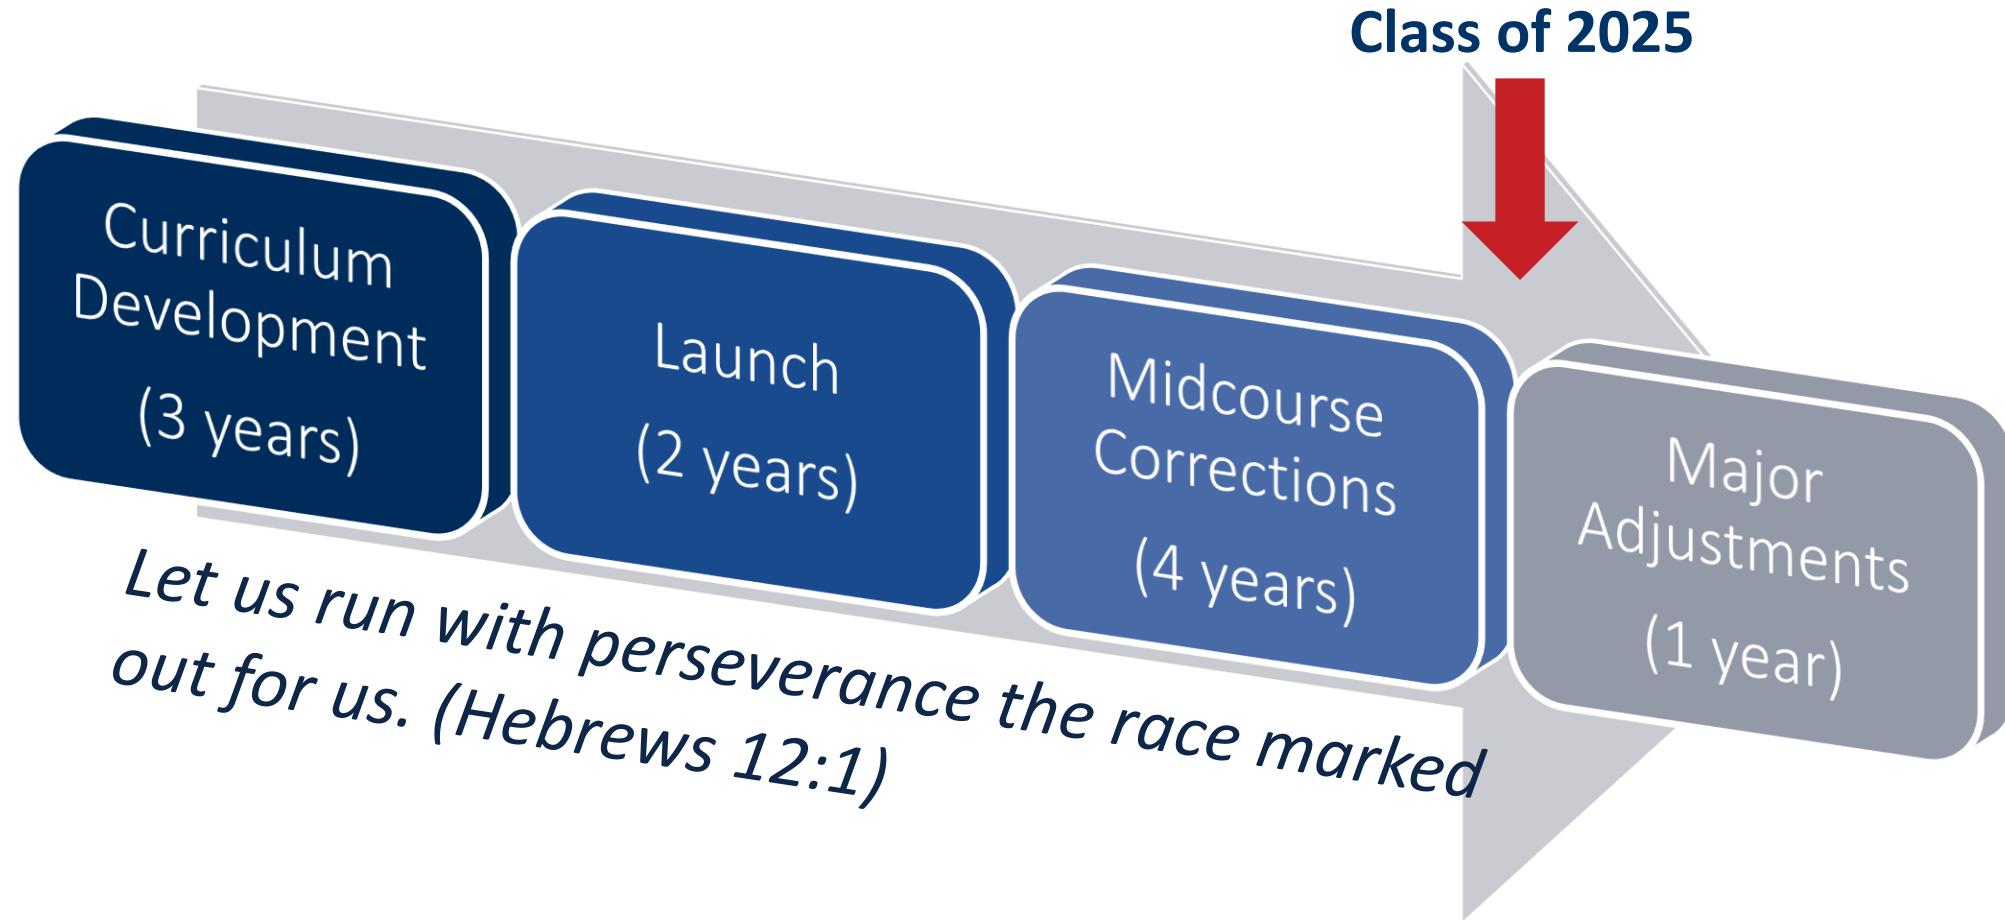 Class of 2025
Curriculum
Development
(3 years)
Launch
(2 years)
Midcourse
Corrections
(4 years)
Major
Adjustments
(1 year)
Let us run with perseverance the race marked
out for us. (Hebrews 12:1)